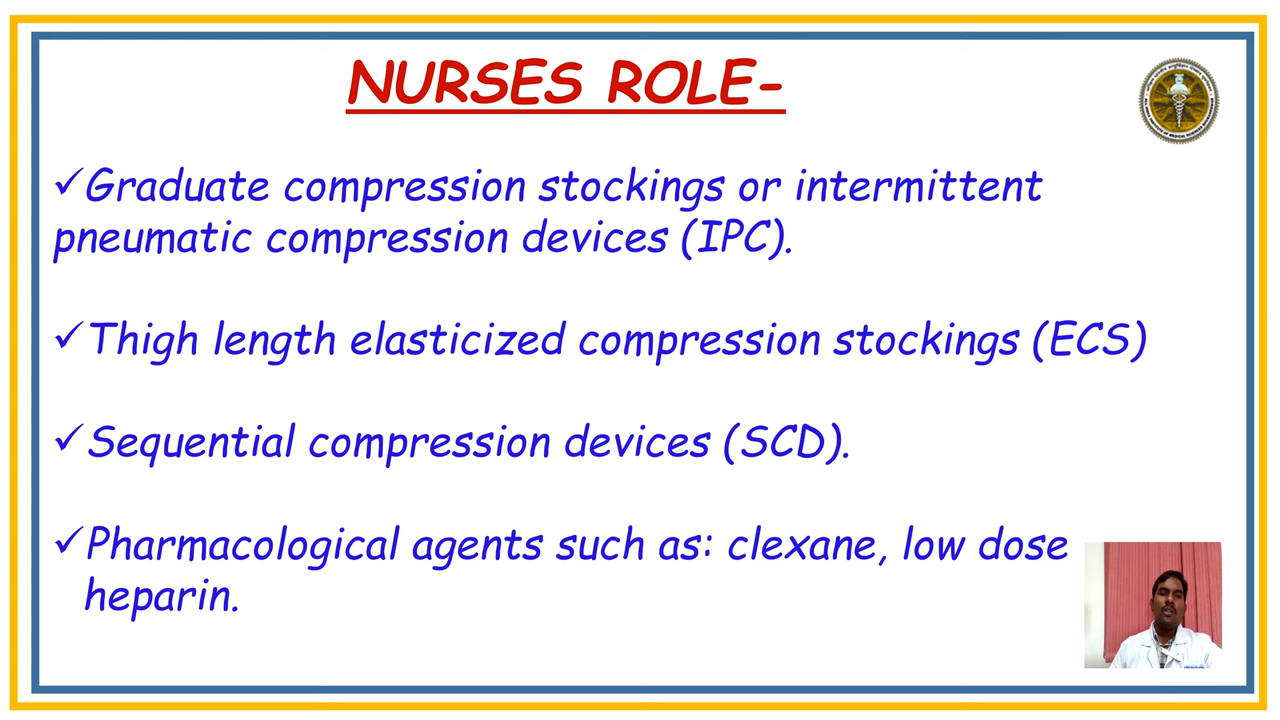 NURSES ROLE-
✓Graduate compression stockings or intermittent
pneumatic compression devices (IPC).
✓Thigh length elasticized compression stockings (ECS)
✓Sequential compression devices (SCD).
✓Pharmacological agents such as: clexane, low dose
heparin.